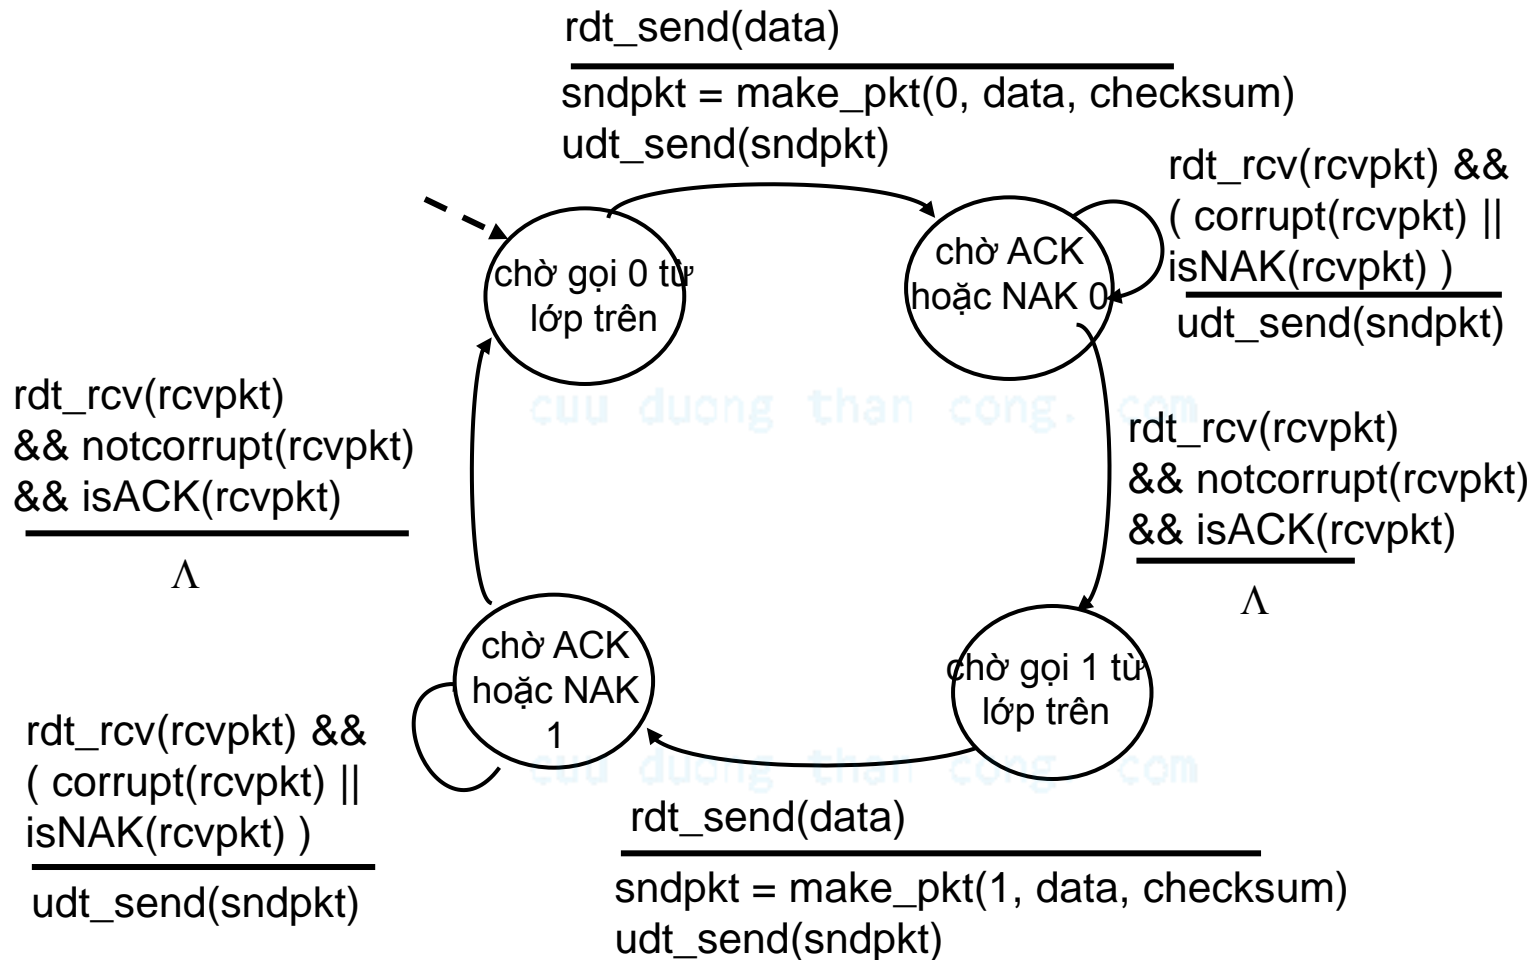 rdt_send(data)
sndpkt = make_pkt(0, data, checksum)
udt_send(sndpkt)
rdt_rcv(rcvpkt) &&
( corrupt(rcvpkt) ||
isNAK(rcvpkt) )
udt_send(sndpkt)
chờ gọi 0 từ
lớp trên
chờ ACK
hoặc NAK 0
rdt_rcv(rcvpkt)
&& notcorrupt(rcvpkt)
&& isACK(rcvpkt)
Λ
cuu duong than cong. com
rdt_rcv(rcvpkt)
&& notcorrupt(rcvpkt)
&& isACK(rcvpkt)
Λ
chờ ACK
hoặc NAK
1
chờ gọi 1 từ
lớp trên
rdt_rcv(rcvpkt) &&
( corrupt(rcvpkt) ||
isNAK(rcvpkt) )
udt_send(sndpkt)
cuu duong than cong. com
rdt_send(data)
sndpkt = make_pkt(1, data, checksum)
udt_send(sndpkt)